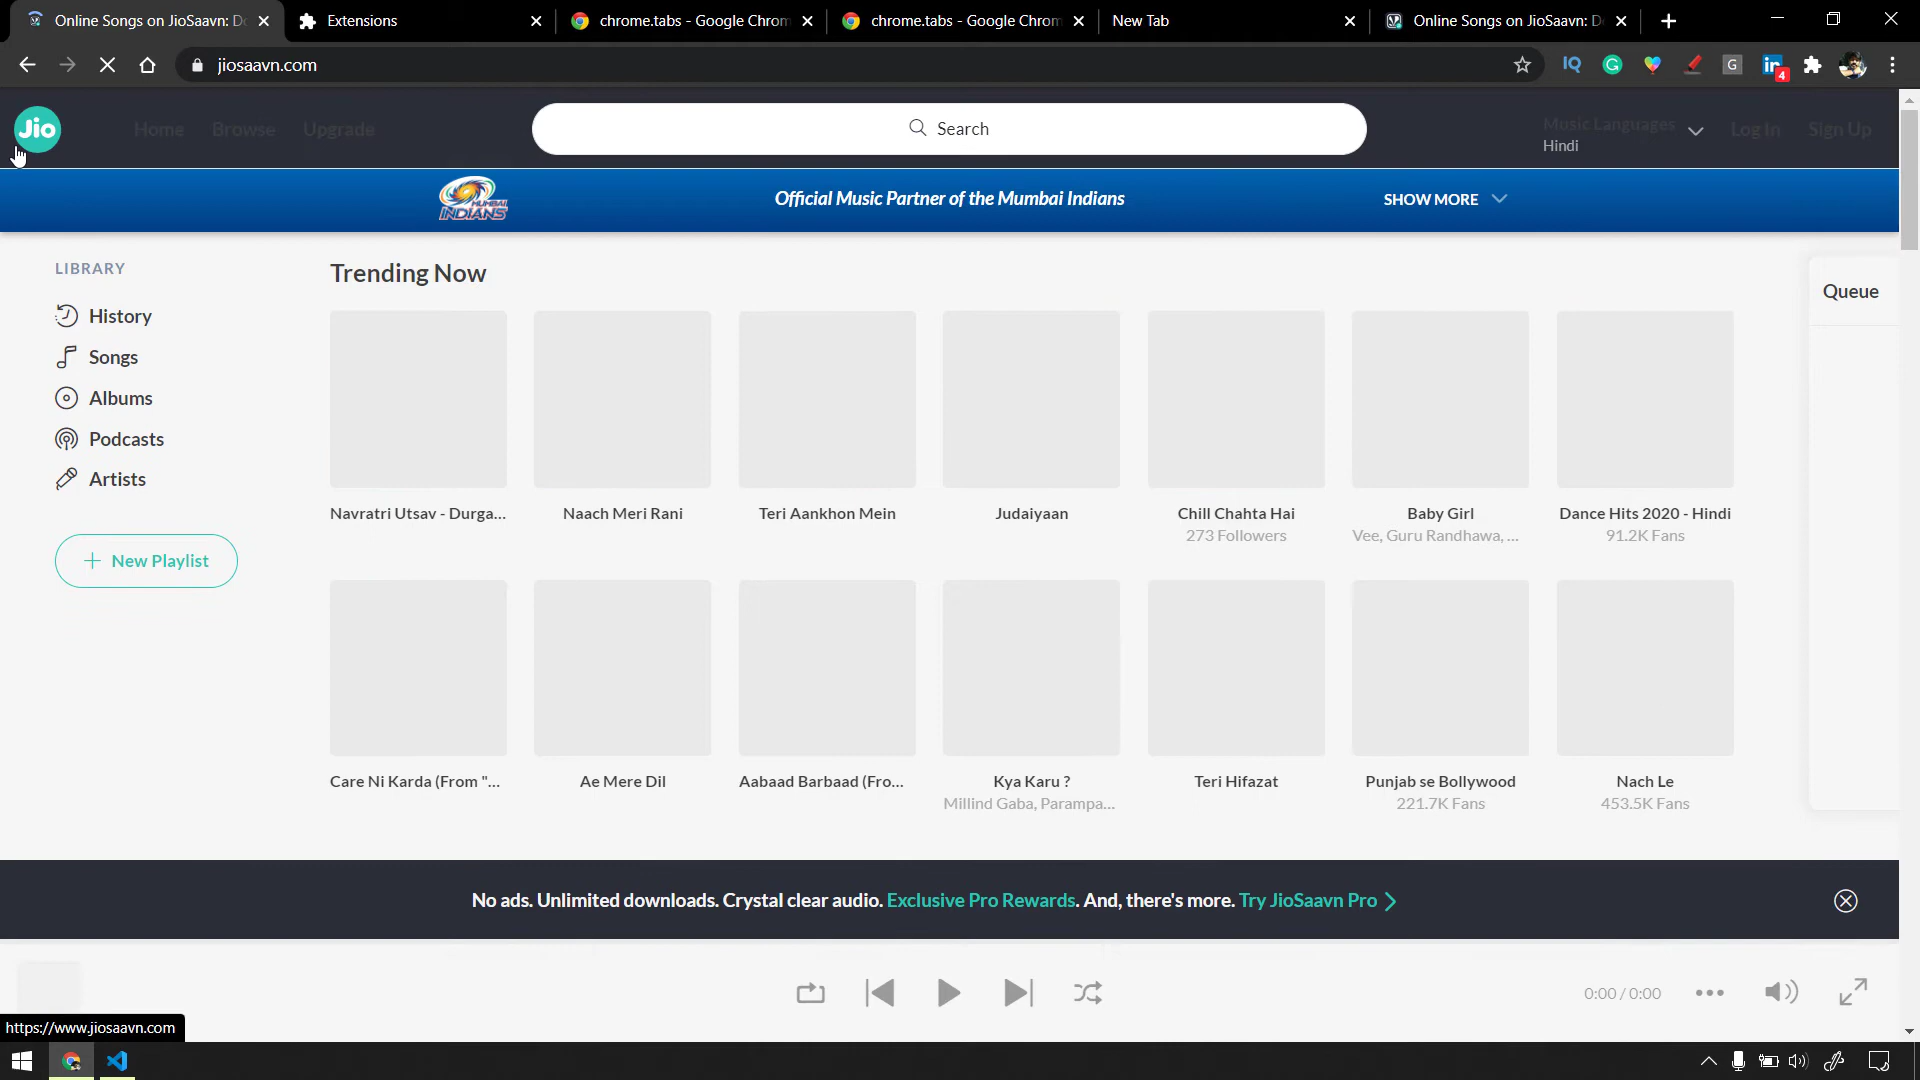 Online Songs on JioSaavn: Do
Extensions
chrome.tabs - Google Chrom
chrome.tabs - Google Chrom
New Tab
Online Songs on JioSaavn: D
jiosaavn.com
IQ
G
in
4
Jio
Home
Browse
Upgrade
Search
Music Languages
Hindi
Log In
Sign Up
MUMBAI
INDIANS
Official Music Partner of the Mumbai Indians
SHOW MORE
LIBRARY
History
Songs
Albums
Podcasts
Artists
New Playlist
Trending Now
Queue
Navratri Utsav - Durga...
Naach Meri Rani
Teri Aankhon Mein
Judaiyaan
Chill Chahta Hai
273 Followers
Baby Girl
Vee, Guru Randhawa, ...
Dance Hits 2020 - Hindi
91.2K Fans
Care Ni Karda (From "...
Ae Mere Dil
Aabaad Barbaad (Fro...
Kya Karu ?
Millind Gaba, Parampa...
Teri Hifazat
Punjab se Bollywood
221.7K Fans
Nach Le
453.5K Fans
No ads. Unlimited downloads. Crystal clear audio. Exclusive Pro Rewards. And, there's more. Try JioSaavn Pro
0:00 / 0:00
https://www.jiosaavn.com